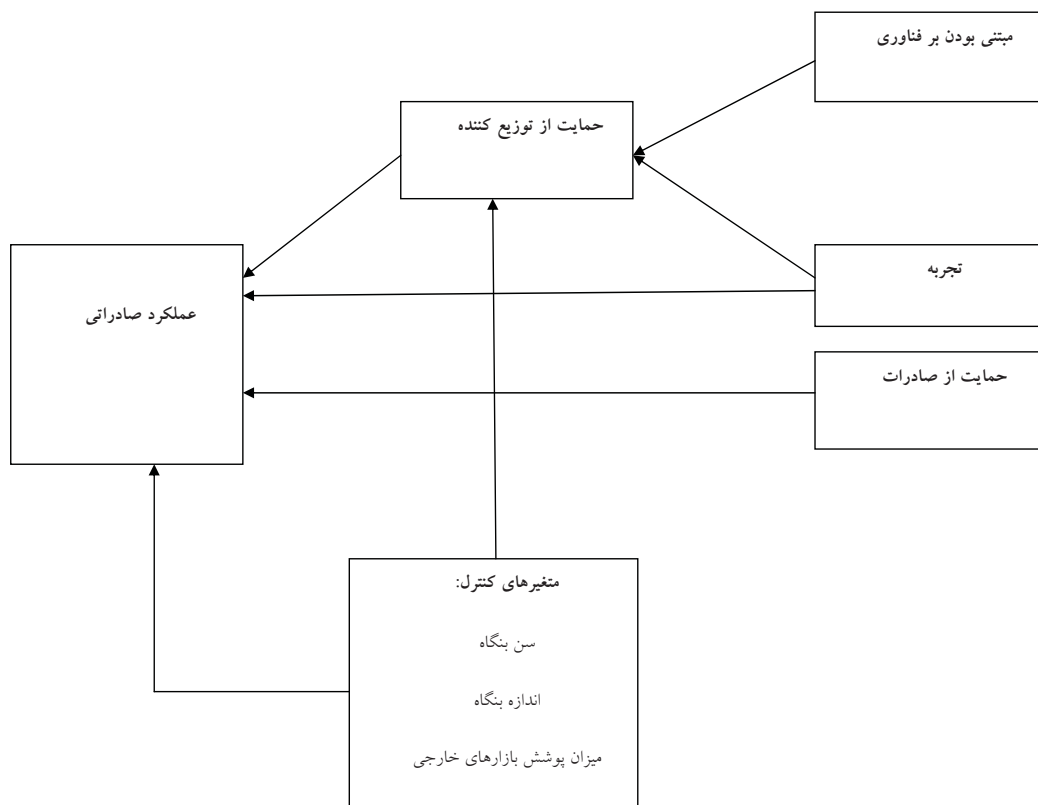 مبتنی بودن بر فناوری
حمایت از توزیع کننده
تجربه
عملکرد صادراتی
حمایت از صادرات
متغیرهای کنترل:
سن بنگاه
اندازه بنگاه
میزان پوشش بازارهای خارجی